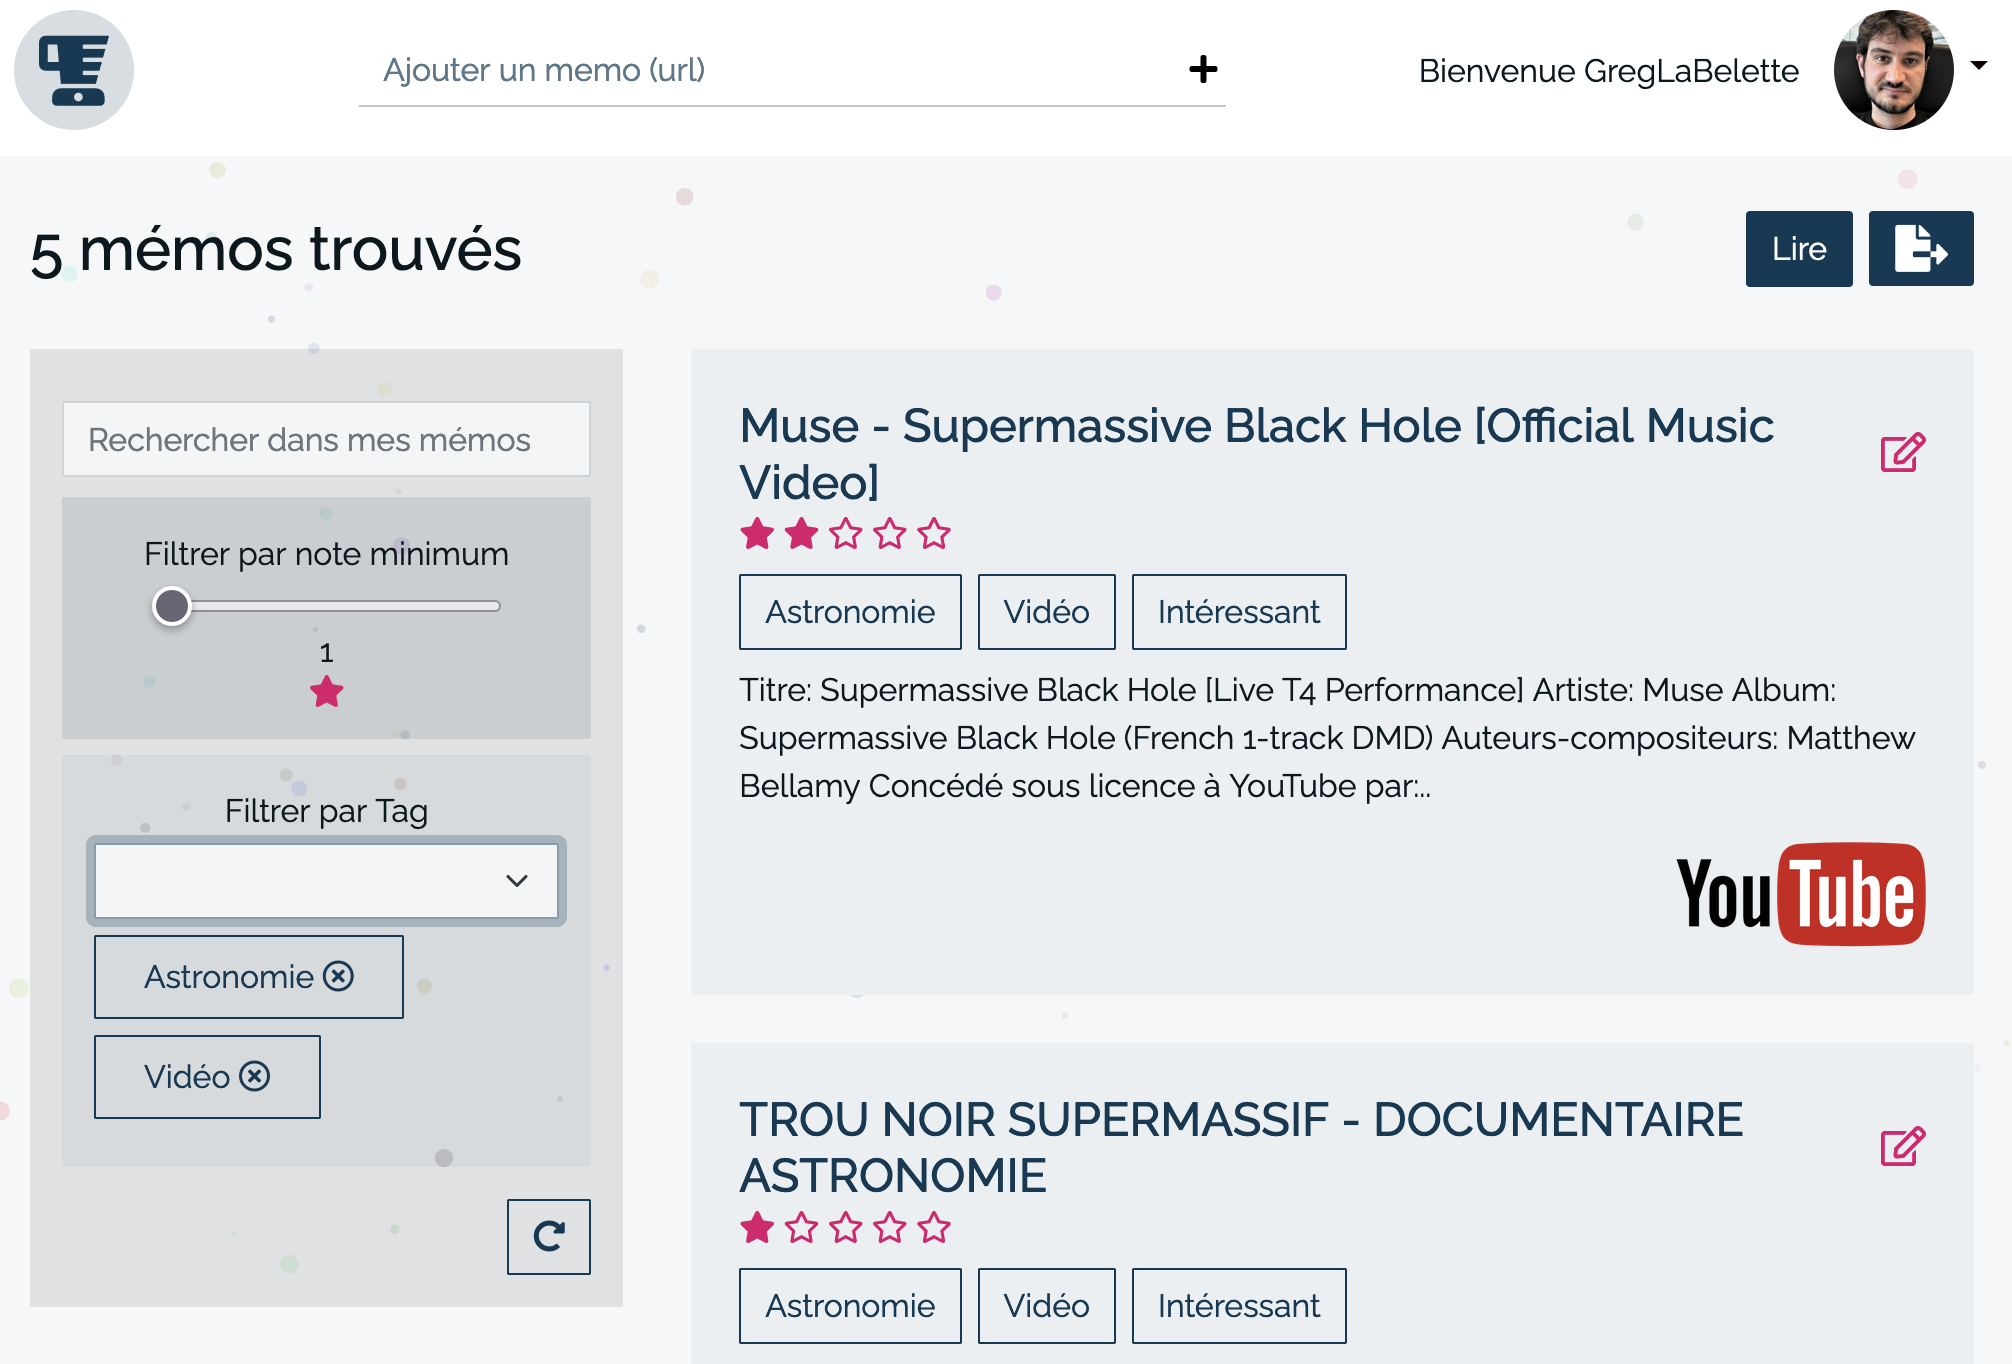 Ajouter un memo (url)
Bienvenue GregLaBelette
5 mémos trouvés
Lire
Rechercher dans mes mémos
Filtrer par note minimum
1
Filtrer par Tag
Astronomie
Vidéo
Muse - Supermassive Black Hole [Official Music
Video]
Astronomie Vidéo Intéressant
Titre: Supermassive Black Hole [Live T4 Performance] Artiste: Muse Album:
Supermassive Black Hole (French 1-track DMD) Auteurs-compositeurs: Matthew
Bellamy Concédé sous licence à YouTube par:...
YouTube
TROU NOIR SUPERMASSIF - DOCUMENTAIRE
ASTRONOMIE
Astronomie Vidéo Intéressant